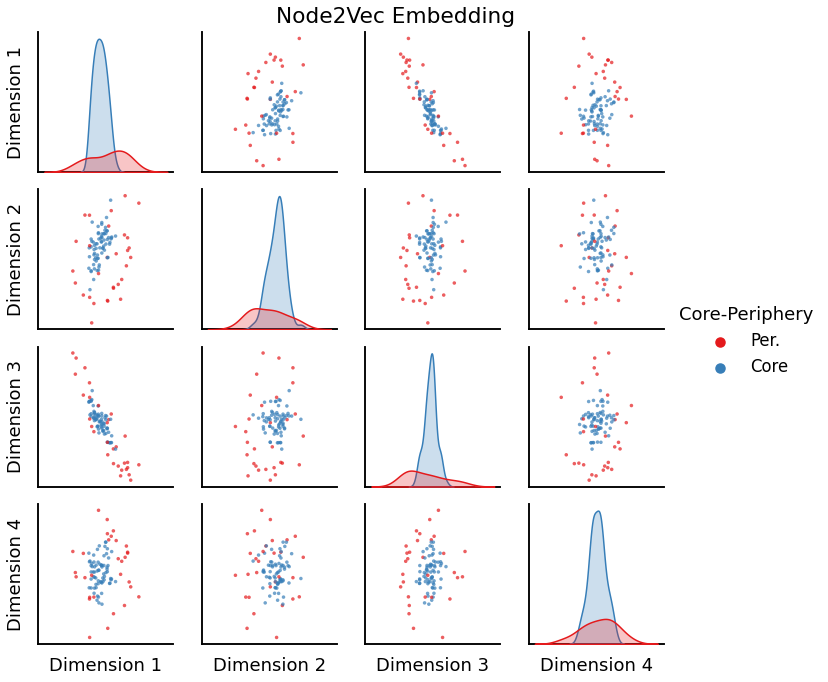 Node2Vec Embedding
Dimension 1
Dimension 2
Dimension 3
Dimension 4
Core-Periphery
Per.
Core
Dimension 1
Dimension 2
Dimension 3
Dimension 4